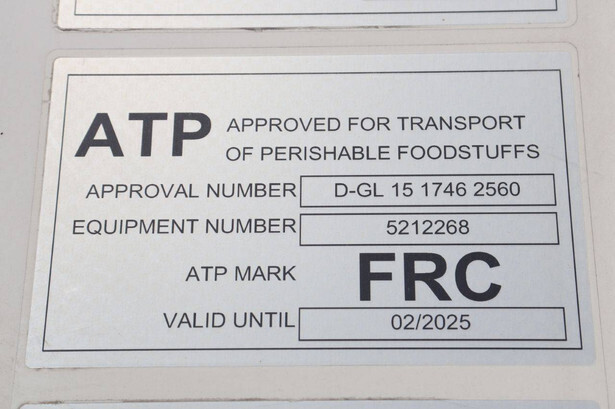 ATP APPROVED FOR TRANSPORT
OF PERISHABLE FOODSTUFFS
APPROVAL NUMBER D-GL 15 1746 2560
EQUIPMENT NUMBER 5212268
ATP MARK FRC
VALID UNTIL 02/2025